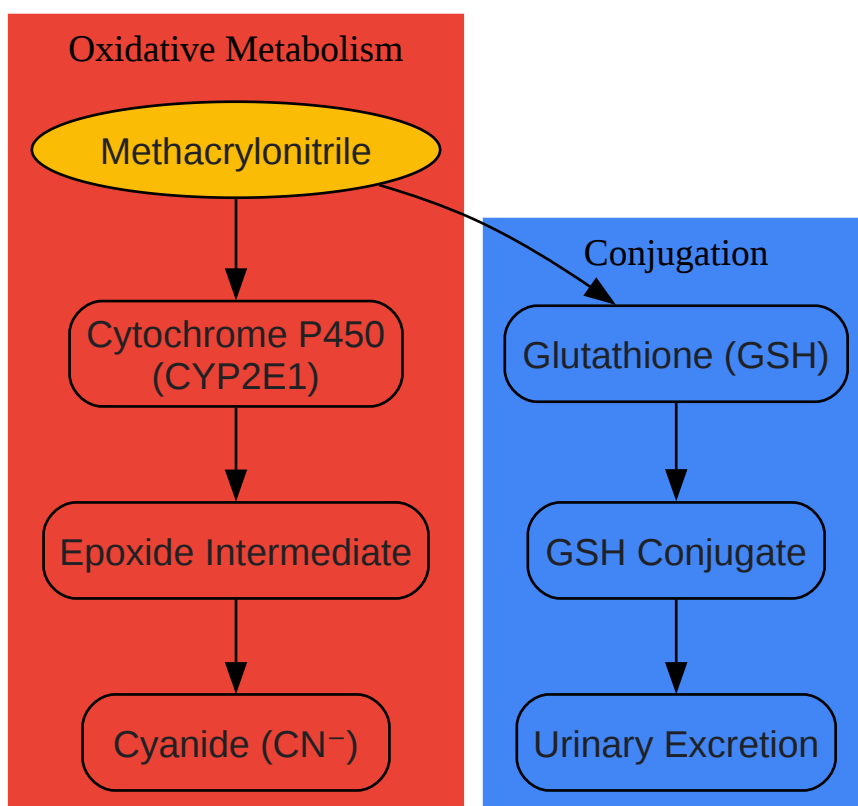 Oxidative Metabolism
Methacrylonitrile
Cytochrome P450
(CYP2E1)
Epoxide Intermediate
Cyanide (CN⁻)
Conjugation
Glutathione (GSH)
GSH Conjugate
Urinary Excretion